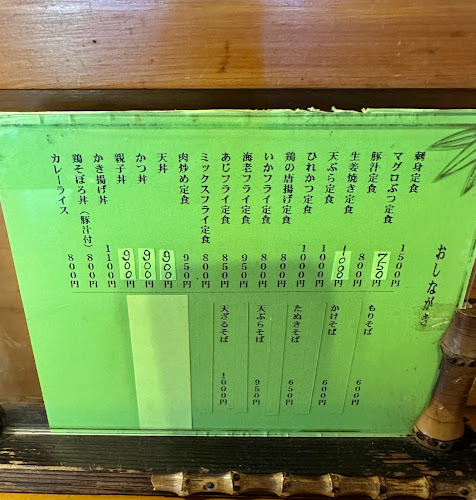 おしながき
刺身定食 1500円
マグロぶつ定食 750円
豚汁定食 800円
生姜焼き定食 1000円
天ぷら定食 1000円
ひれかつ定食 1000円
鶏の唐揚げ定食 800円
いかフライ定食 800円
海老フライ定食 950円
あじフライ定食 850円
ミックスフライ定食 800円
肉炒め定食 950円
天丼 900円
かつ丼 900円
親子丼 900円
かき揚げ丼 1100円
鶏そぼろ丼（豚汁付） 800円
カレーライス 800円
もりそば 600円
かけそば 600円
たぬきそば 650円
天ぷらそば 950円
天ざるそば 1000円